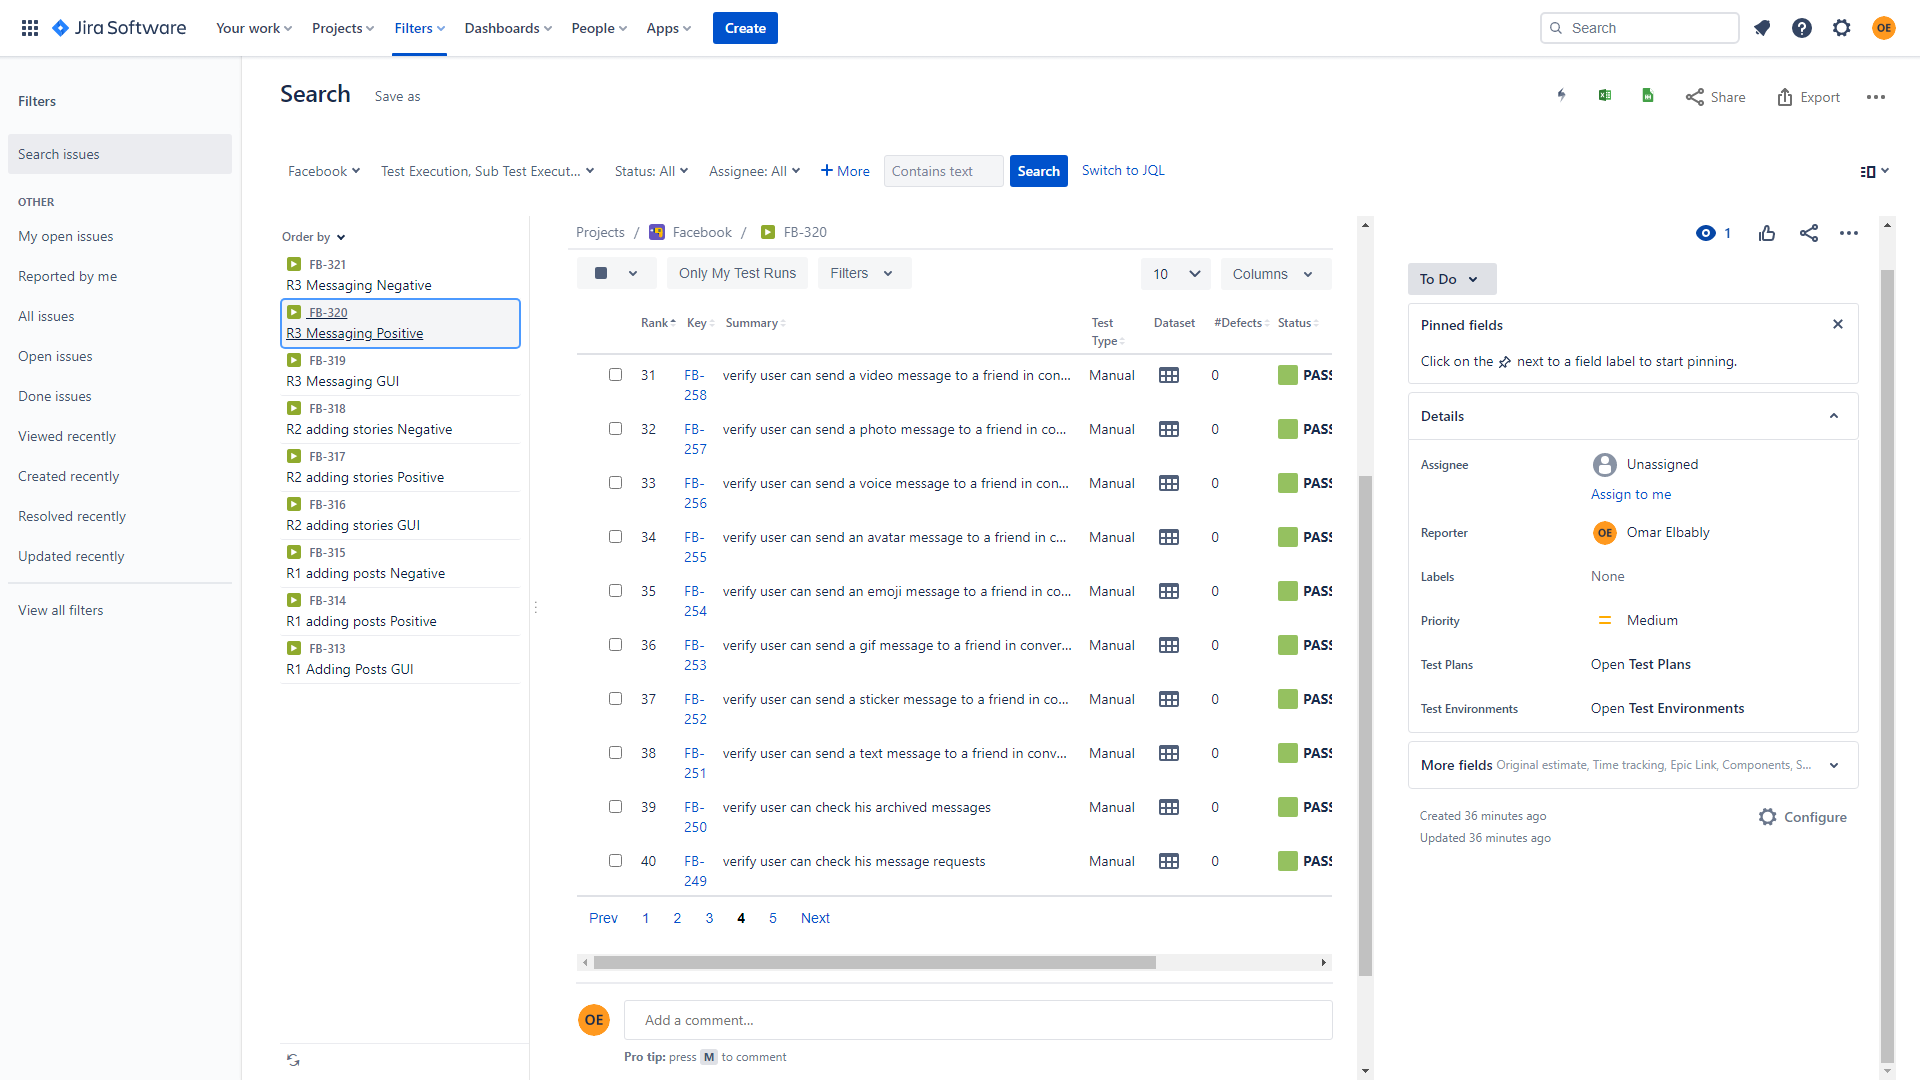 Jira Software
Your work
Projects
Filters
Dashboards
People
Apps
Create
Search
OE
Filters
Search issues
OTHER
My open issues
Reported by me
All issues
Open issues
Done issues
Viewed recently
Created recently
Resolved recently
Updated recently
View all filters
Search
Save as
Share
Export
Facebook
Test Execution, Sub Test Execut...
Status: All
Assignee: All
More
Contains text
Search
Switch to JQL
Order by
FB-321
R3 Messaging Negative
FB-320
R3 Messaging Positive
FB-319
R3 Messaging GUI
FB-318
R2 adding stories Negative
FB-317
R2 adding stories Positive
FB-316
R2 adding stories GUI
FB-315
R1 adding posts Negative
FB-314
R1 adding posts Positive
FB-313
R1 Adding Posts GUI
Projects / Facebook / FB-320
Only My Test Runs
Filters
10
Columns
Rank Key Summary Test Type Dataset #Defects Status
31 FB-258 verify user can send a video message to a friend in con... Manual 0 PASS
32 FB-257 verify user can send a photo message to a friend in co... Manual 0 PASS
33 FB-256 verify user can send a voice message to a friend in con... Manual 0 PASS
34 FB-255 verify user can send an avatar message to a friend in c... Manual 0 PASS
35 FB-254 verify user can send an emoji message to a friend in co... Manual 0 PASS
36 FB-253 verify user can send a gif message to a friend in conver... Manual 0 PASS
37 FB-252 verify user can send a sticker message to a friend in co... Manual 0 PASS
38 FB-251 verify user can send a text message to a friend in conv... Manual 0 PASS
39 FB-250 verify user can check his archived messages Manual 0 PASS
40 FB-249 verify user can check his message requests Manual 0 PASS
Prev 1 2 3 4 5 Next
OE
Add a comment...
Pro tip: press M to comment
1
To Do
Pinned fields
Click on the next to a field label to start pinning.
Details
Assignee
Unassigned
Assign to me
Reporter
OE
Omar Elbably
Labels
None
Priority
Medium
Test Plans
Open Test Plans
Test Environments
Open Test Environments
More fields Original estimate, Time tracking, Epic Link, Components, S...
Created 36 minutes ago
Configure
Updated 36 minutes ago